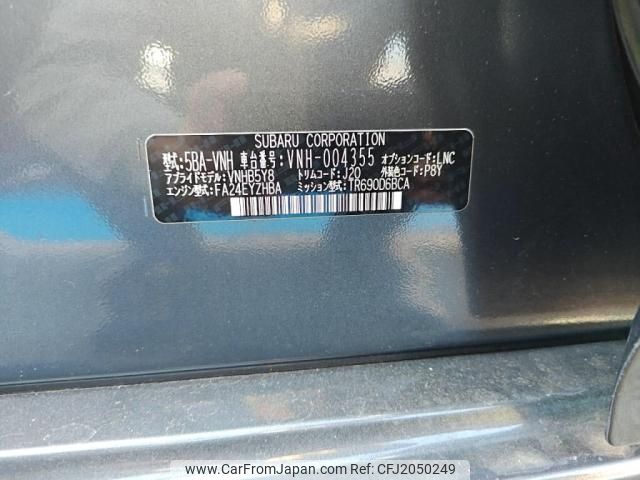 SUBARU CORPORATION
型式:5BA-VNH 車台番号:VNH-004355 オプションコード:LNC
アプライドモデル:VNHB5Y8 トリムコード:J20 外装色コード:P8Y
エンジン型式:FA24EYZHBA ミッション型式:TR690D6BCA
© CAR FROM JAPAN - www.carfromjapan.com - CFJ2050249